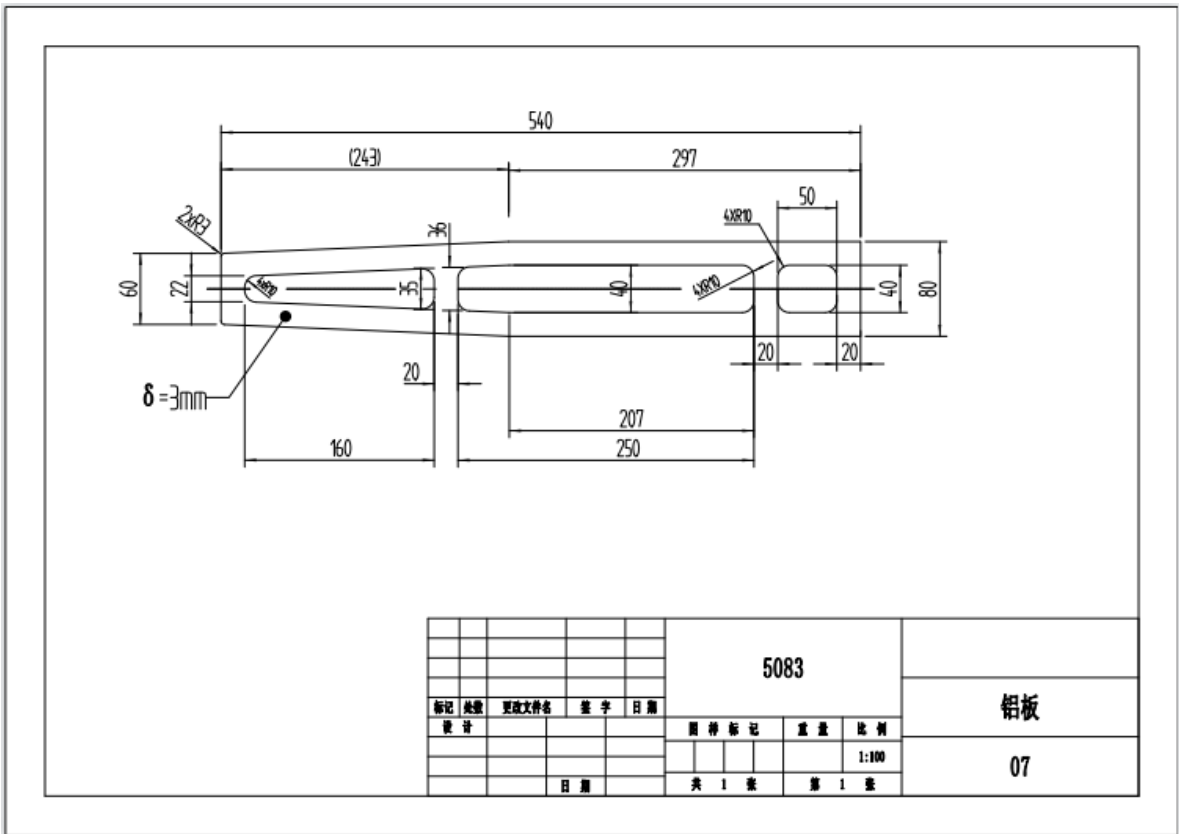 540
(243)
297
50
2xR3
36
4XR10
60
22
4xR10
35
40
4XR10
40
80
20
20
20
δ=3mm
207
160
250
5083
标记 处数 更改文件名 签 字 日 期
铝板
设 计
图 样 标 记 重 量 比 例
1:100
07
日 期
共 1 张 第 1 张